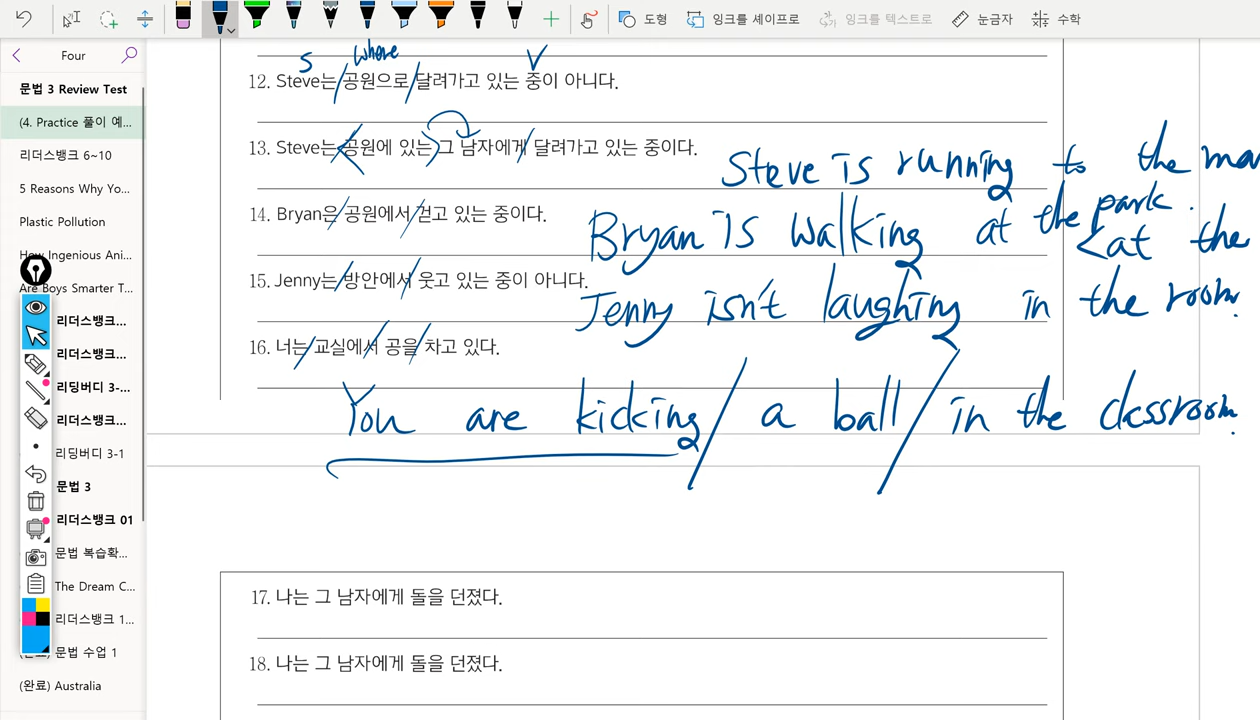 도형
잉크를 셰이프로
잉크를 텍스트로
눈금자
수학
Four
문법 3 Review Test
(4. Practice 풀이 예...
리더스뱅크 6~10
5 Reasons Why Yo...
Plastic Pollution
How Ingenious Ani...
Are Boys Smarter T...
리더스뱅크...
리더스뱅크...
리딩버디 3-...
리더스뱅크...
리딩버디 3-1
문법 3
리더스뱅크 01
문법 복습확...
The Dream C...
리더스뱅크 1...
문법 수업 1
(완료) Australia
S where V
12. Steve는/공원으로/달려가고 있는 중이 아니다.
13. Steve는<공원에 있는>그 남자에게/달려가고 있는 중이다.
Steve is running to the man
14. Bryan은/공원에서/걷고 있는 중이다.
Bryan is walking at the park.
<at the
15. Jenny는/방안에서/웃고 있는 중이 아니다.
Jenny isn't laughing in the room.
16. 너는/교실에서/공을/차고 있다.
You are kicking/a ball/in the classroom.
17. 나는 그 남자에게 돌을 던졌다.
18. 나는 그 남자에게 돌을 던졌다.